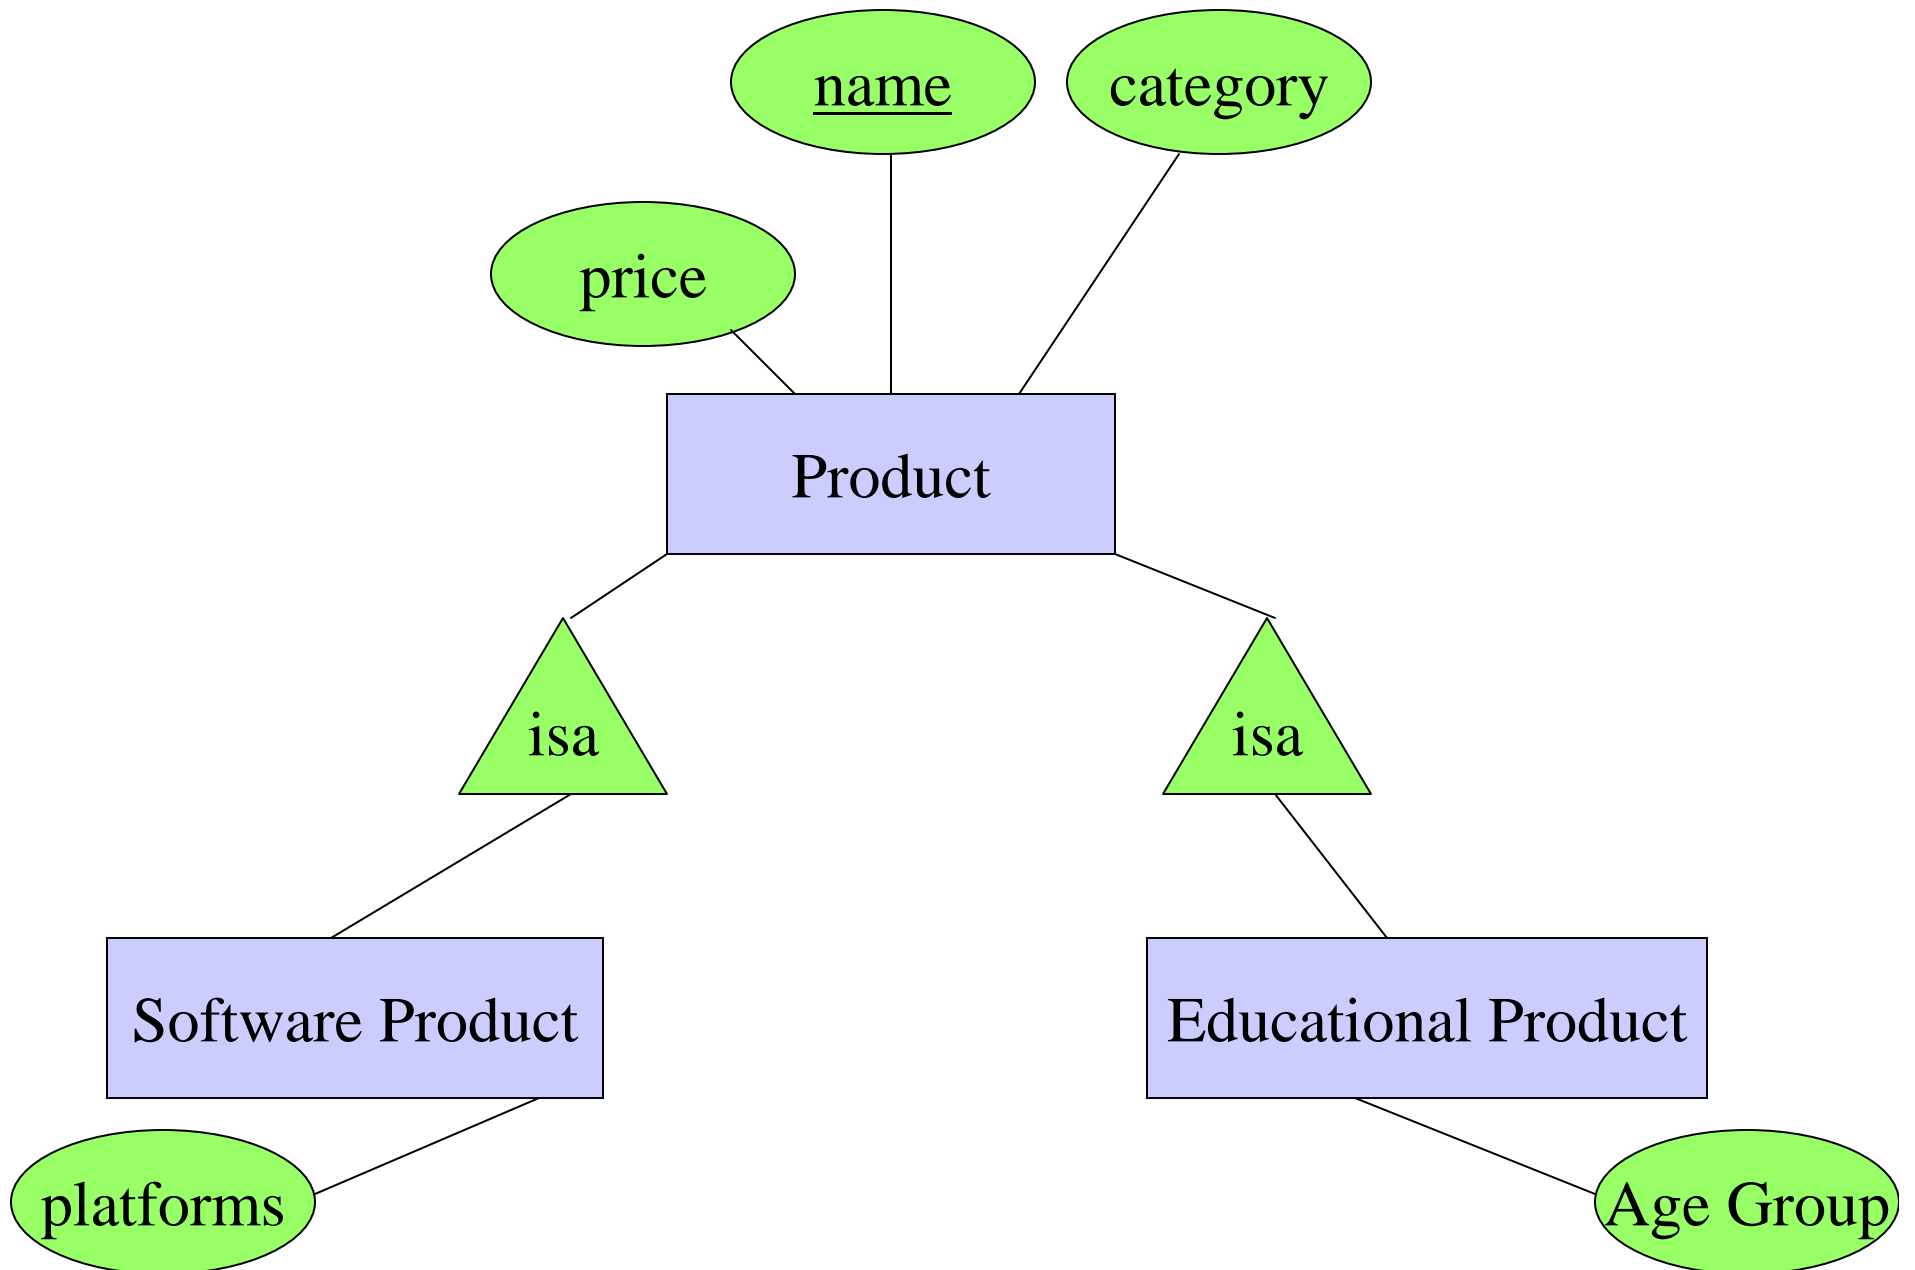 name
category
price
Product
isa
isa
Software Product
Educational Product
platforms
Age Group